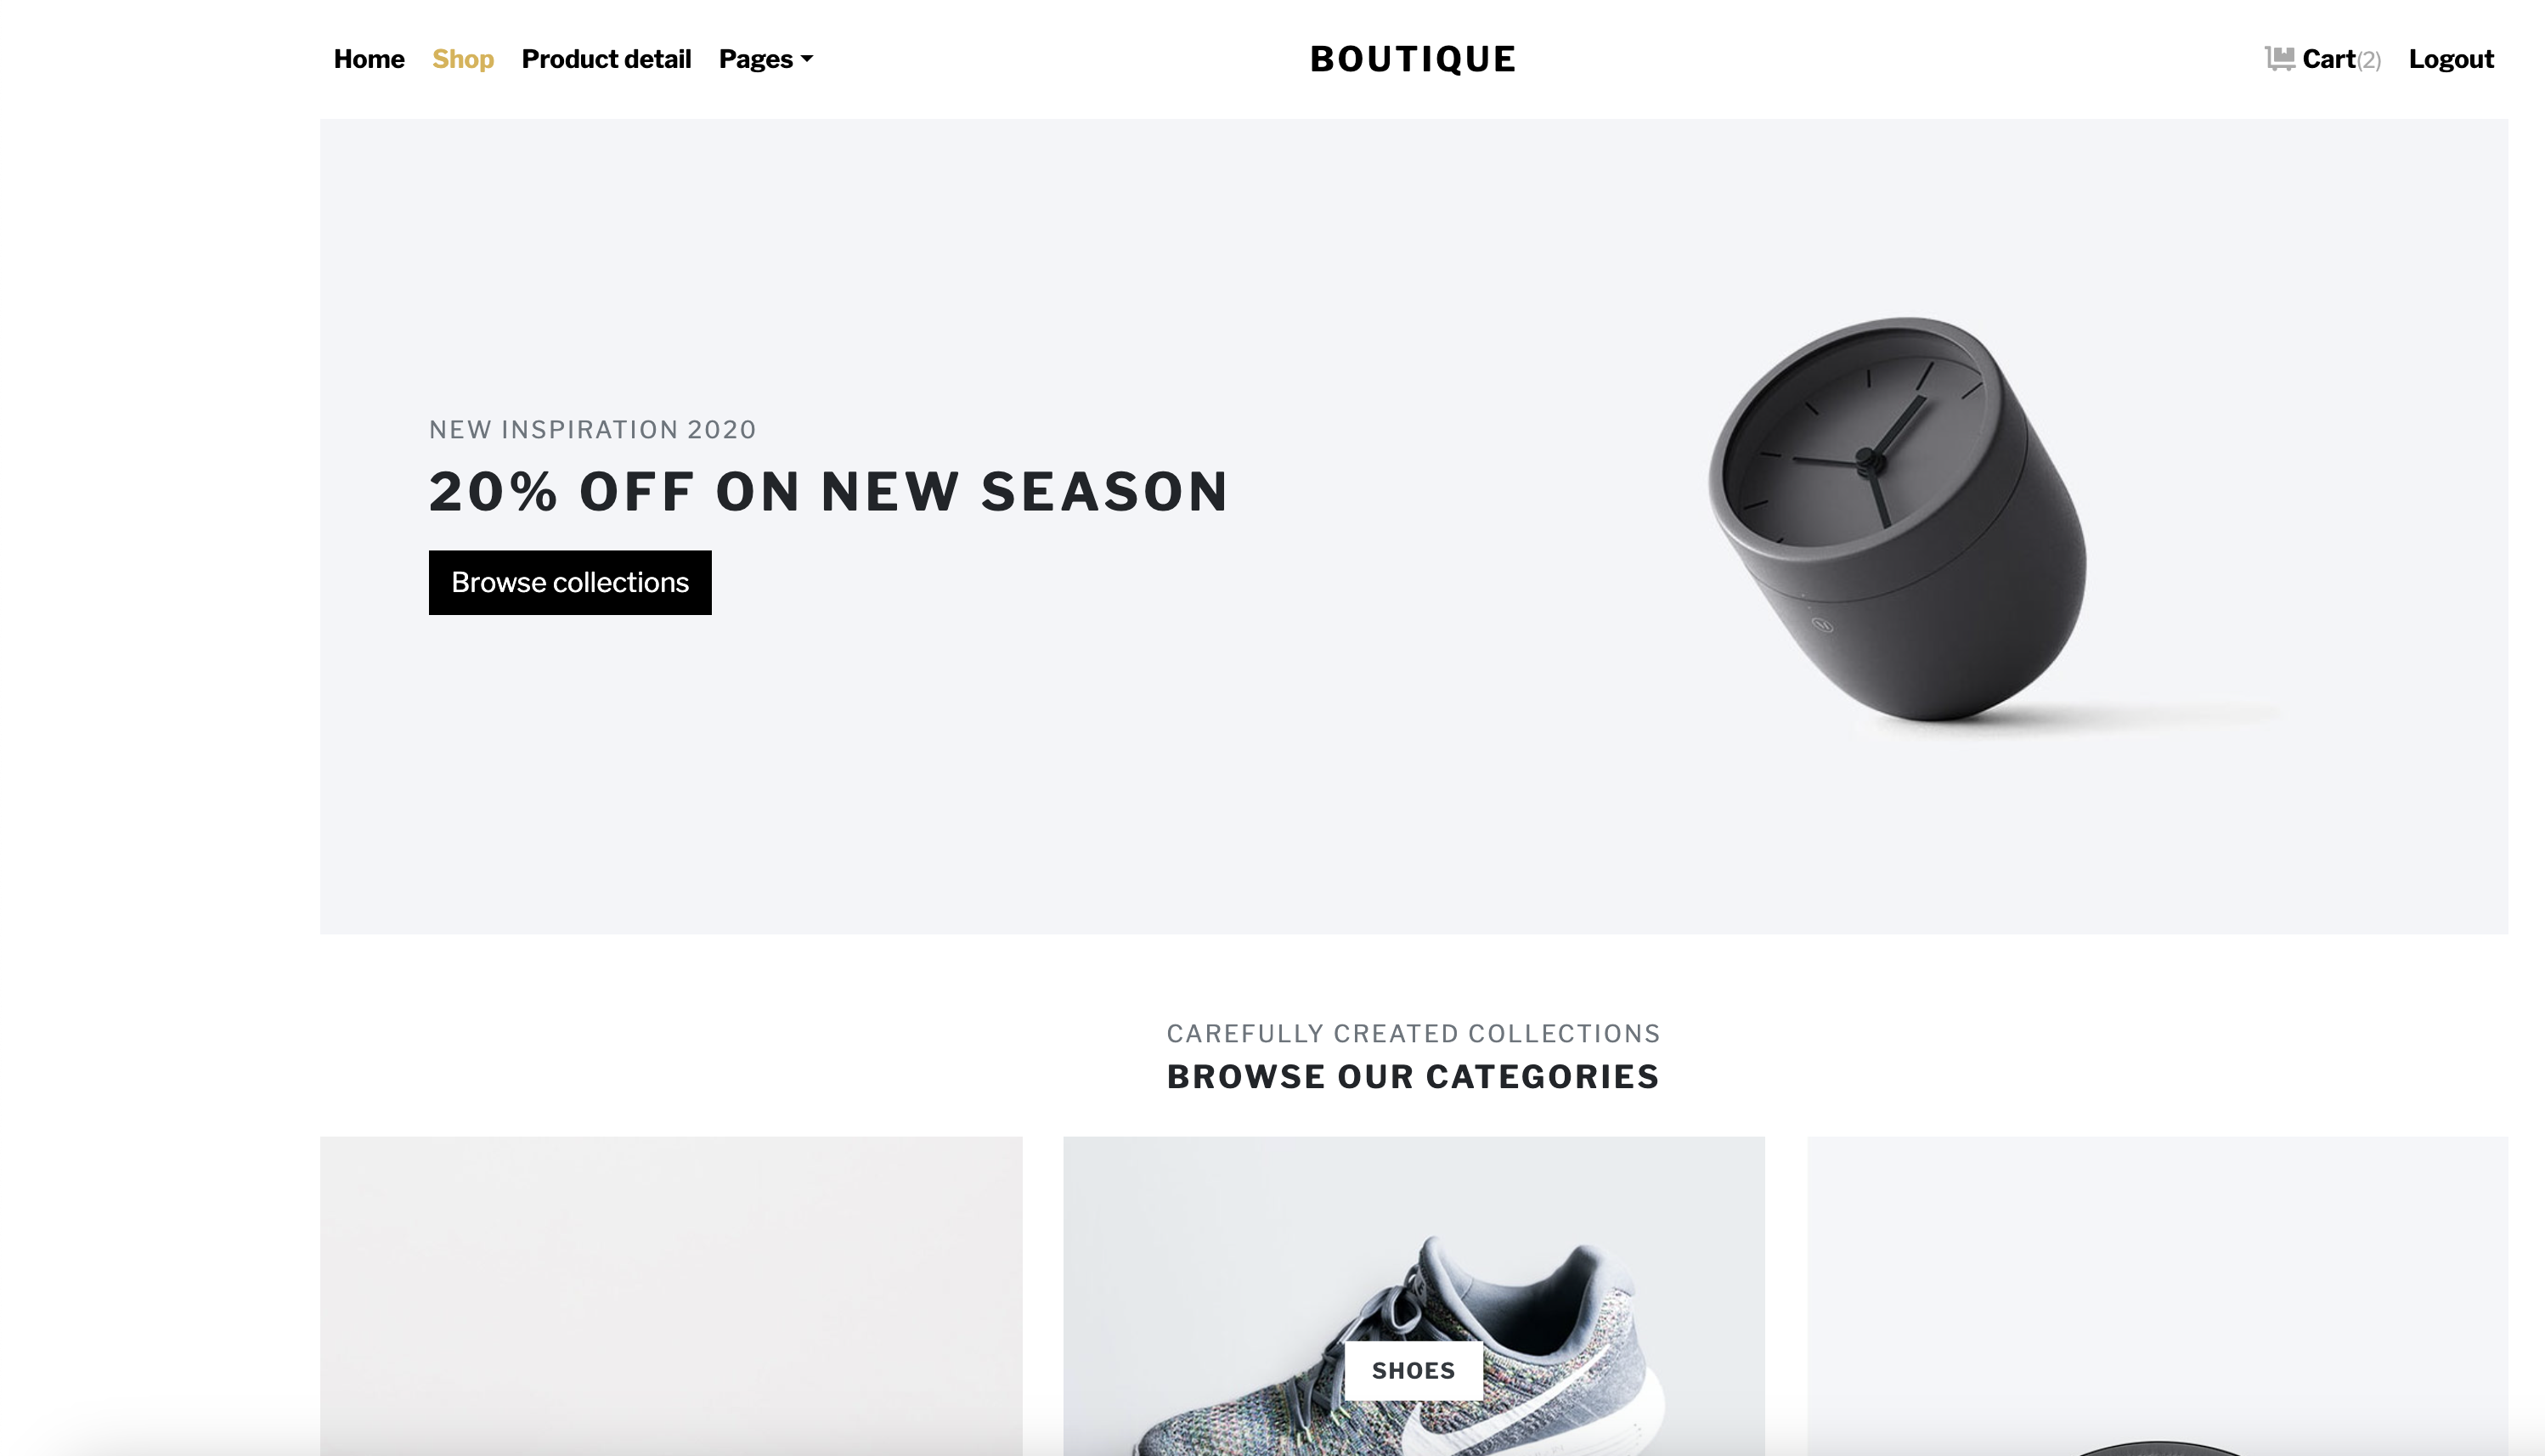 Home Shop Product detail Pages BOUTIQUE Cart(2) Logout
NEW INSPIRATION 2020
20% OFF ON NEW SEASON
Browse collections
CAREFULLY CREATED COLLECTIONS
BROWSE OUR CATEGORIES
SHOES